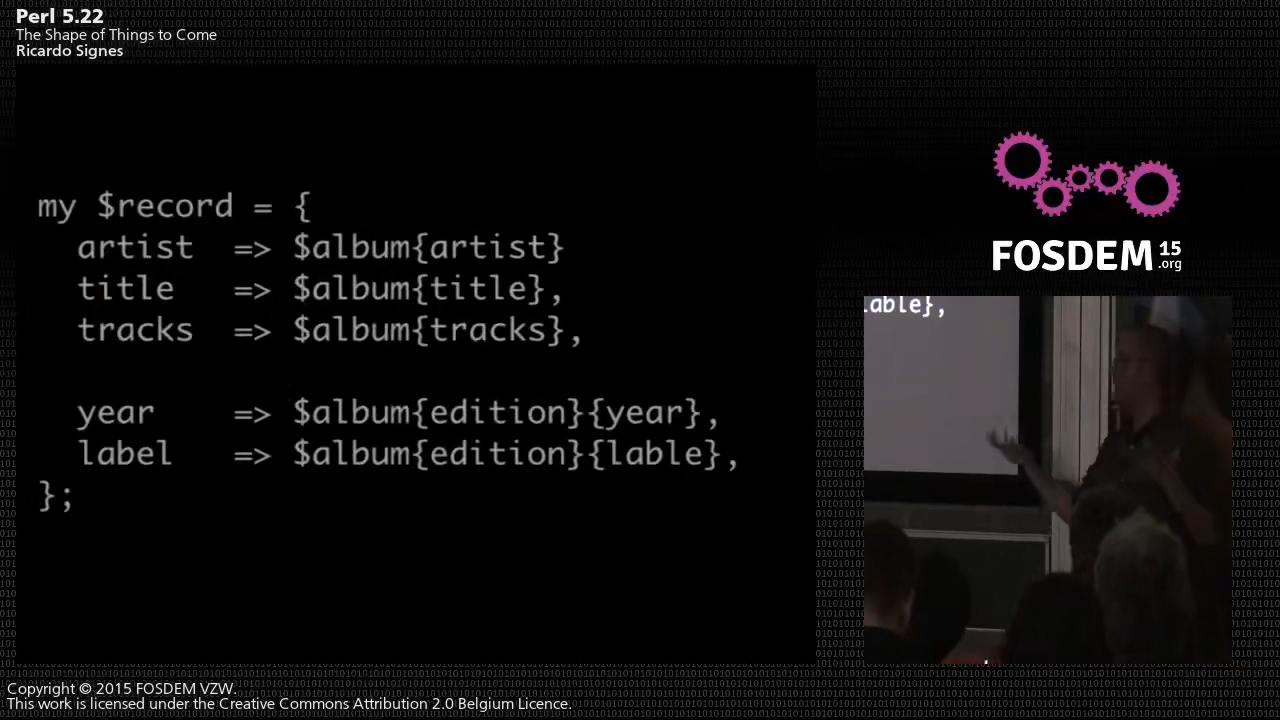 Perl 5.22
The Shape of Things to Come
Ricardo Signes
my $record = {
artist => $album{artist}
title => $album{title},
tracks => $album{tracks},
year => $album{edition}{year},
label => $album{edition}{lable},
};
FOSDEM 15 .org
able},
Copyright © 2015 FOSDEM VZW.
This work is licensed under the Creative Commons Attribution 2.0 Belgium Licence.